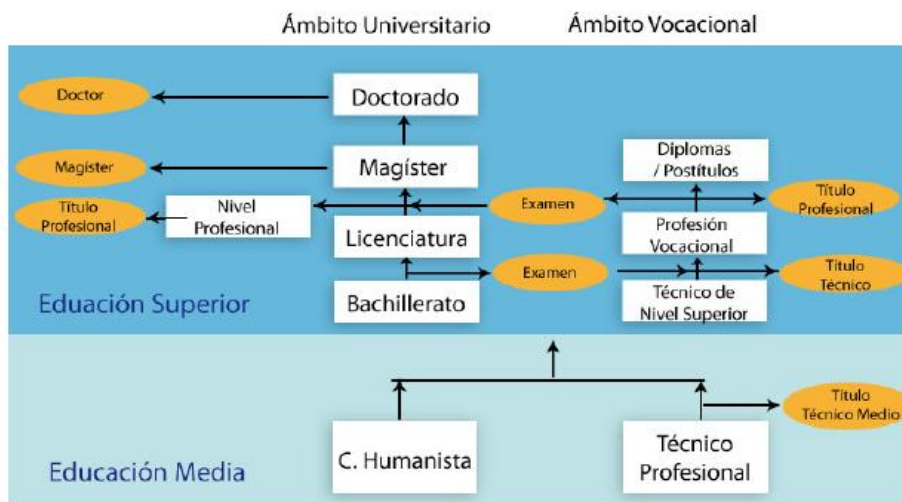 Ámbito Universitario
Ámbito Vocacional
Doctor
Doctorado
Magíster
Magíster
Diplomas
/ Postítulos
Título
Profesional
Nivel
Profesional
Examen
Título
Profesional
Licenciatura
Profesión
Vocacional
Examen
Título
Técnico
Eduación Superior
Bachillerato
Técnico de
Nivel Superior
Título
Técnico Medio
Educación Media
C. Humanista
Técnico
Profesional